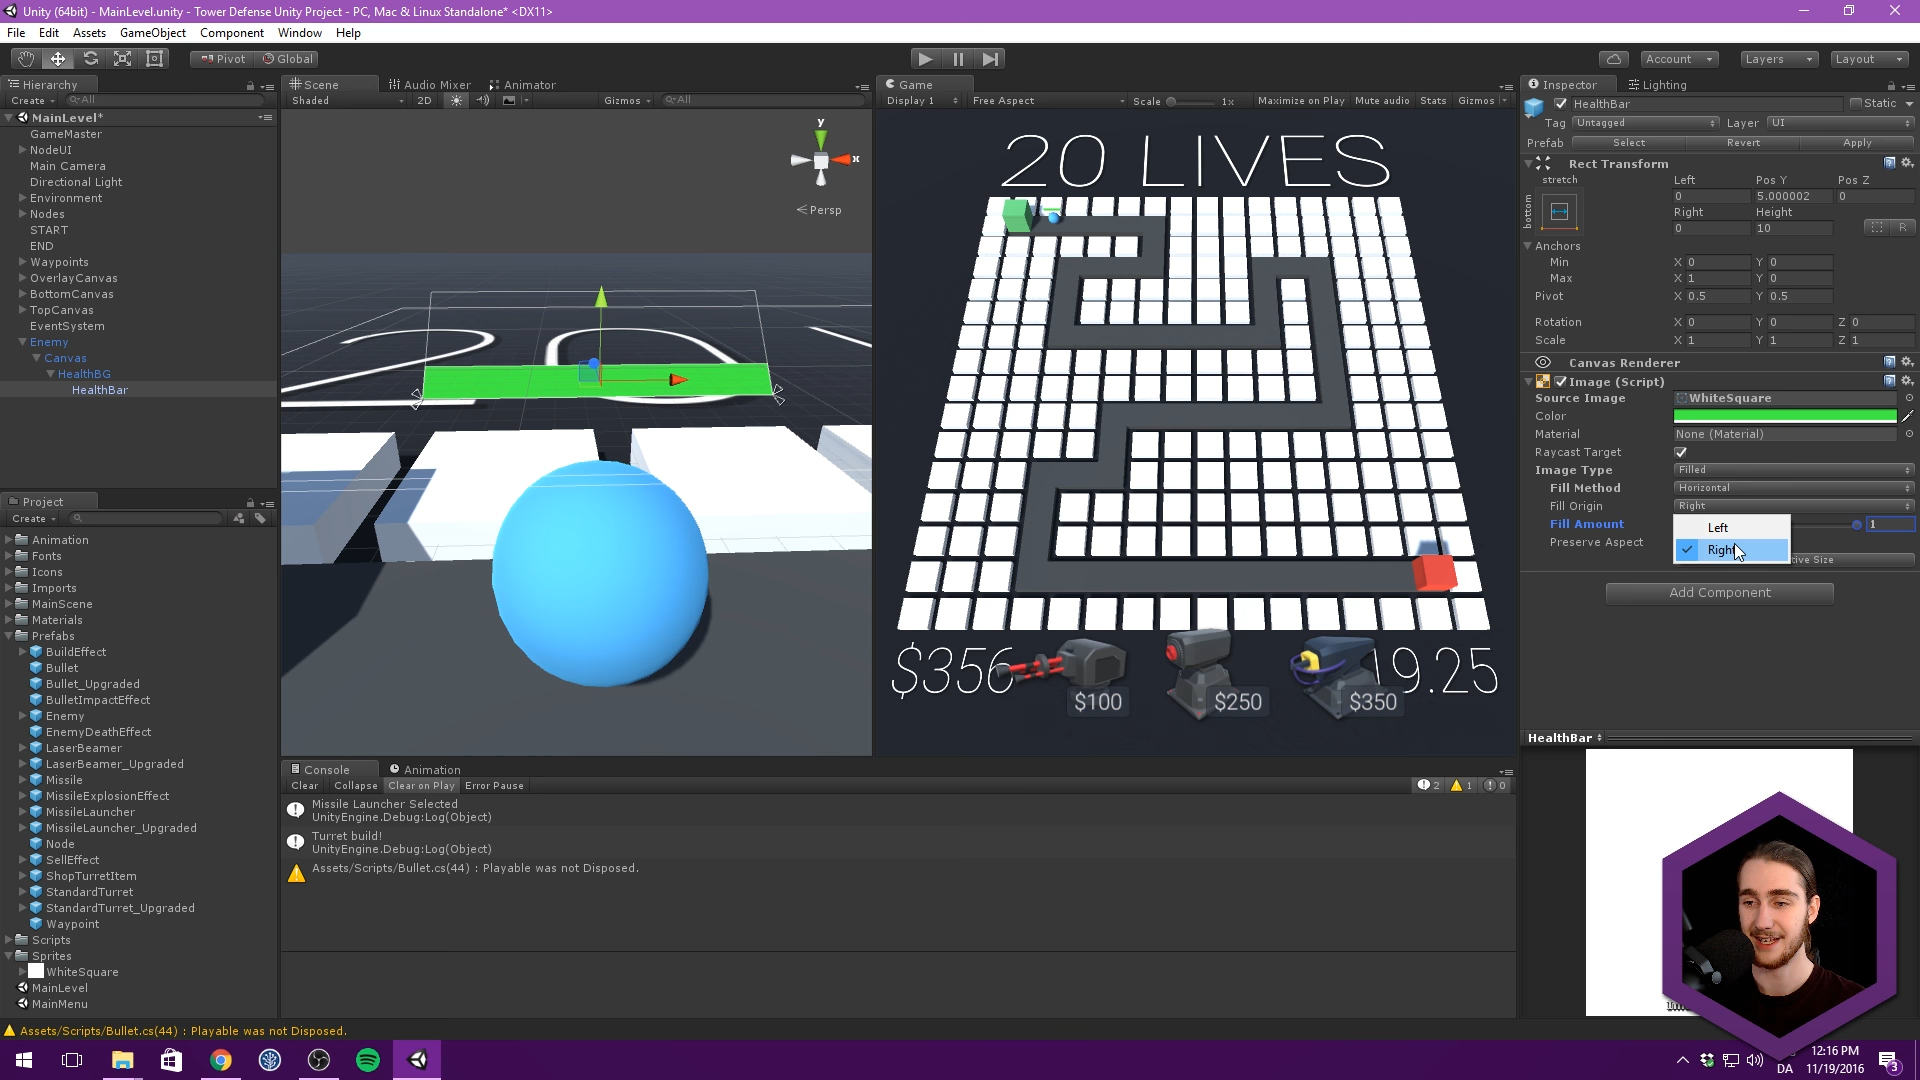 Unity (64bit) - MainLevel.unity - Tower Defense Unity Project - PC, Mac & Linux Standalone* <DX11>
File Edit Assets GameObject Component Window Help
Pivot Global Account Layers Layout
Hierarchy
Create All
MainLevel*
GameMaster
NodeUI
Main Camera
Directional Light
Environment
Nodes
START
END
Waypoints
OverlayCanvas
BottomCanvas
TopCanvas
EventSystem
Enemy
Canvas
HealthBG
HealthBar
Project
Create
Animation
Fonts
Icons
Imports
MainScene
Materials
Prefabs
BuildEffect
Bullet
Bullet_Upgraded
BulletImpactEffect
Enemy
EnemyDeathEffect
LaserBeamer
LaserBeamer_Upgraded
Missile
MissileExplosionEffect
MissileLauncher
MissileLauncher_Upgraded
Node
SellEffect
ShopTurretItem
StandardTurret
StandardTurret_Upgraded
Waypoint
Scripts
Sprites
WhiteSquare
MainLevel
MainMenu
Scene Audio Mixer Animator
Shaded 2D Gizmos All
y
x
Persp
Game
Display 1 Free Aspect Scale 1x Maximize on Play Mute audio Stats Gizmos
20 LIVES
$356 19.25
$100 $250 $350
Console Animation
Clear Collapse Clear on Play Error Pause 2 1 0
Missile Launcher Selected
UnityEngine.Debug:Log(Object)
Turret build!
UnityEngine.Debug:Log(Object)
Assets/Scripts/Bullet.cs(44) : Playable was not Disposed.
Inspector Lighting
HealthBar Static
Tag Untagged Layer UI
Prefab Select Revert Apply
Rect Transform
stretch Left Pos Y Pos Z
bottom 0 5.000002 0
Right Height
0 10 R
Anchors
Min X 0 Y 0
Max X 1 Y 0
Pivot X 0.5 Y 0.5
Rotation X 0 Y 0 Z 0
Scale X 1 Y 1 Z 1
Canvas Renderer
Image (Script)
Source Image WhiteSquare
Color
Material None (Material)
Raycast Target
Image Type Filled
Fill Method Horizontal
Fill Origin Right
Fill Amount 1
Left
Right
Preserve Aspect
Size
Add Component
HealthBar
Assets/Scripts/Bullet.cs(44) : Playable was not Disposed.
DA
12:16 PM
11/19/2016
3